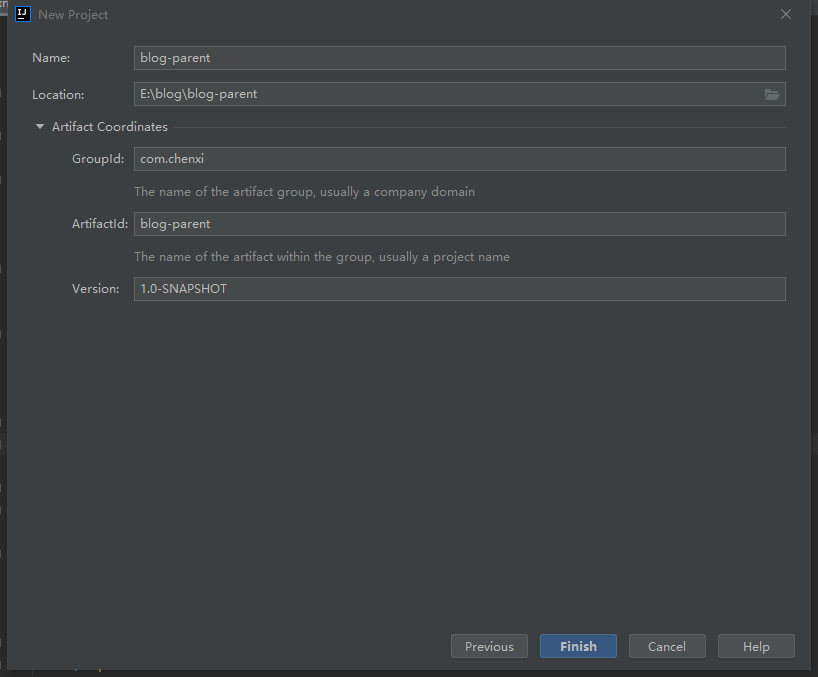 New Project
Name: blog-parent
Location: E:\blog\blog-parent
Artifact Coordinates
GroupId: com.chenxi
The name of the artifact group, usually a company domain
ArtifactId: blog-parent
The name of the artifact within the group, usually a project name
Version: 1.0-SNAPSHOT
Previous Finish Cancel Help